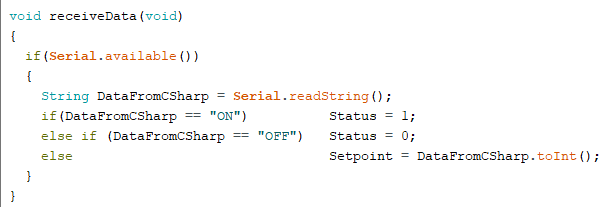 void receiveData(void)
{
  if(Serial.available())
  {
    String DataFromCSharp = Serial.readString();
    if(DataFromCSharp == "ON")          Status = 1;
    else if (DataFromCSharp == "OFF")   Status = 0;
    else                                Setpoint = DataFromCSharp.toInt();
  }
}